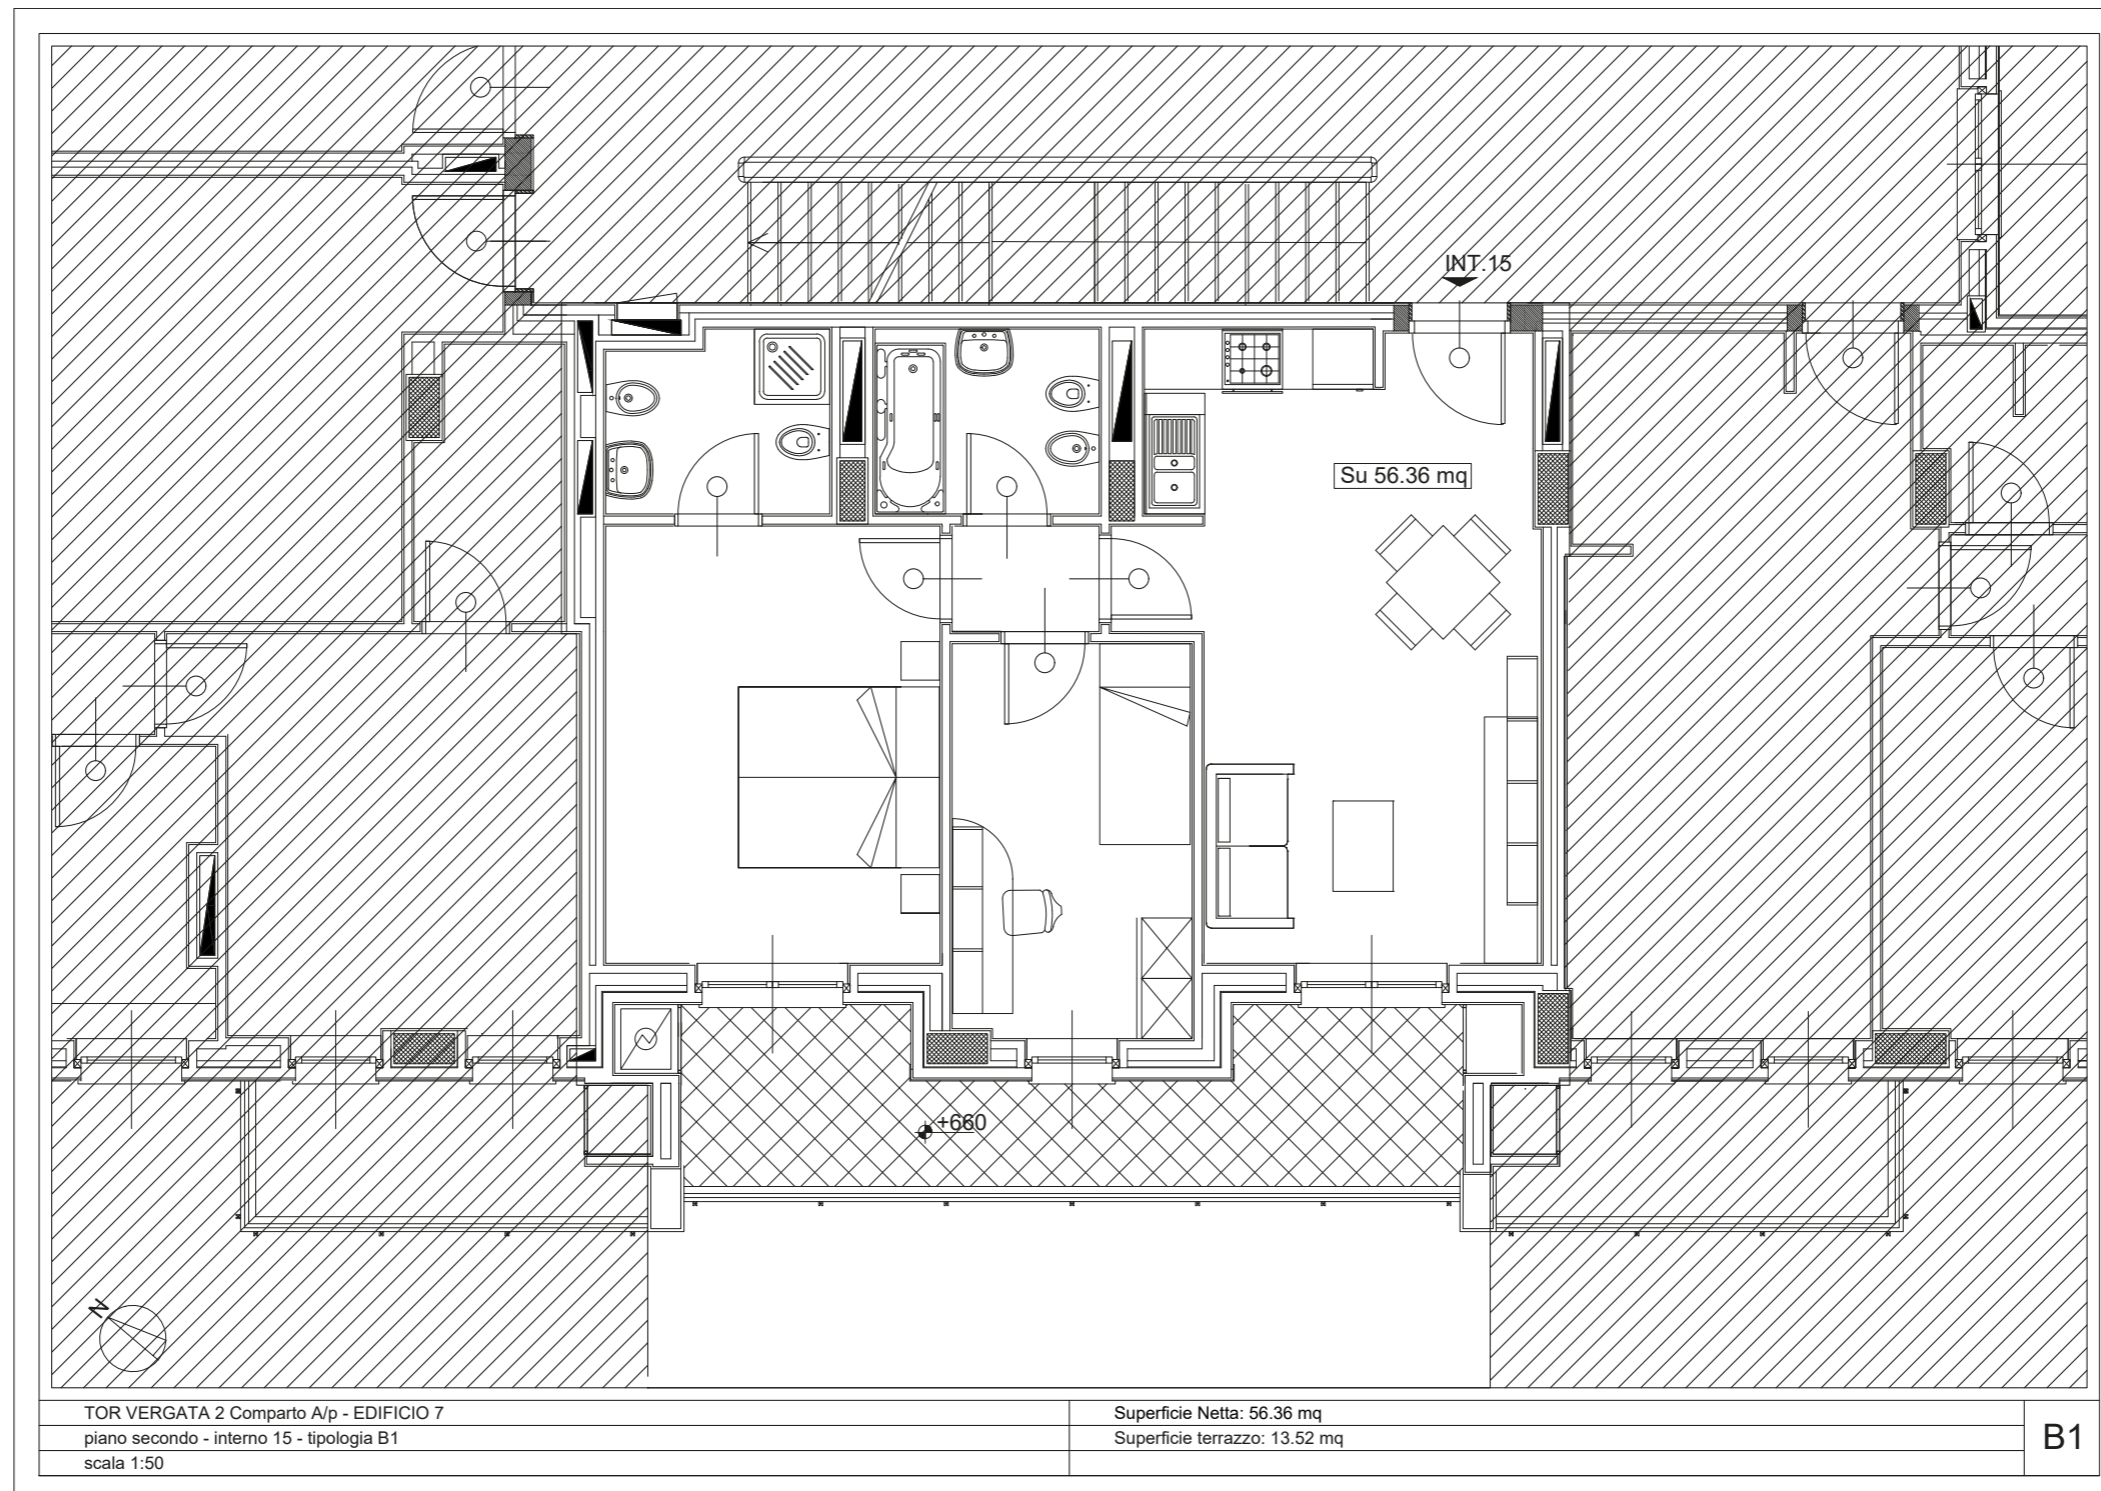 INT.15
Su 56.36 mq
+660
N
TOR VERGATA 2 Comparto A/p - EDIFICIO 7
piano secondo - interno 15 - tipologia B1
scala 1:50
Superficie Netta: 56.36 mq
Superficie terrazzo: 13.52 mq
B1